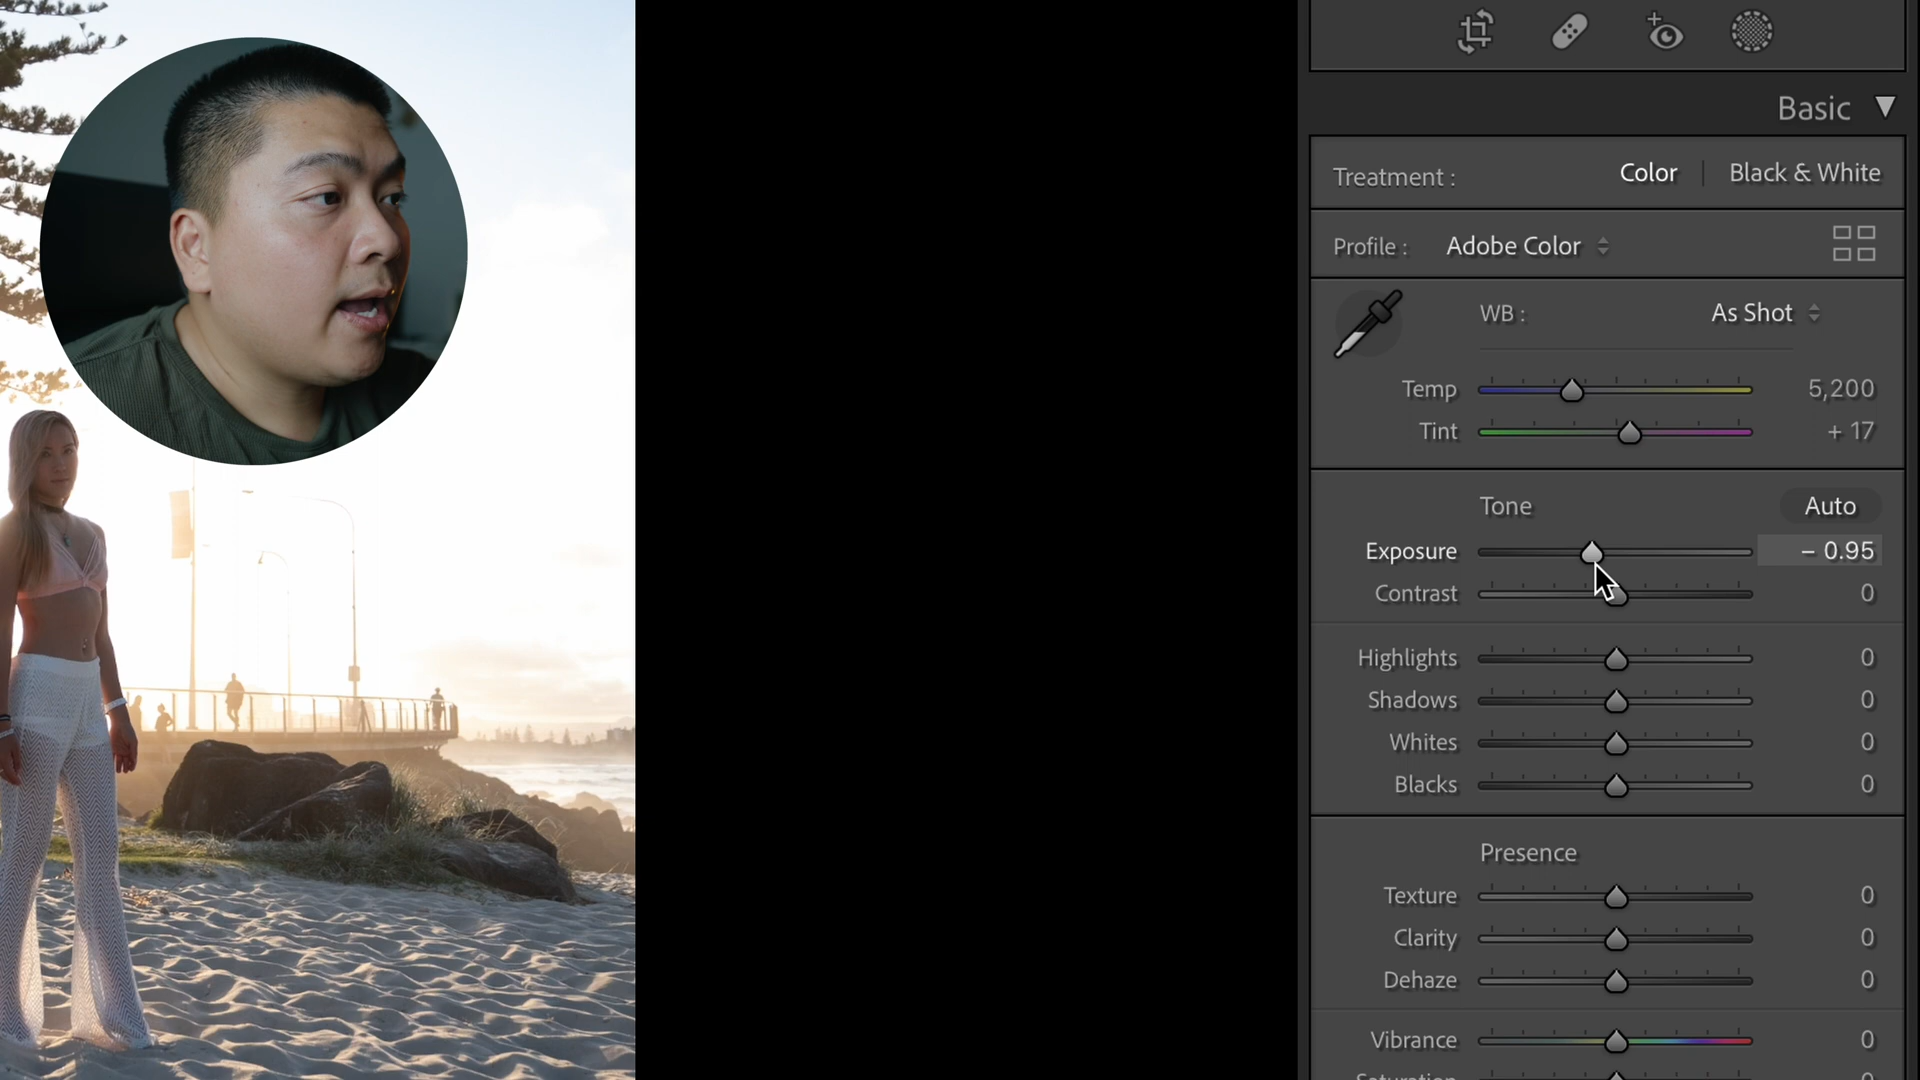 Basic
Treatment : Color Black & White
Profile : Adobe Color
WB : As Shot
Temp 5,200
Tint + 17
Tone Auto
Exposure – 0.95
Contrast 0
Highlights 0
Shadows 0
Whites 0
Blacks 0
Presence
Texture 0
Clarity 0
Dehaze 0
Vibrance 0
Saturation 0